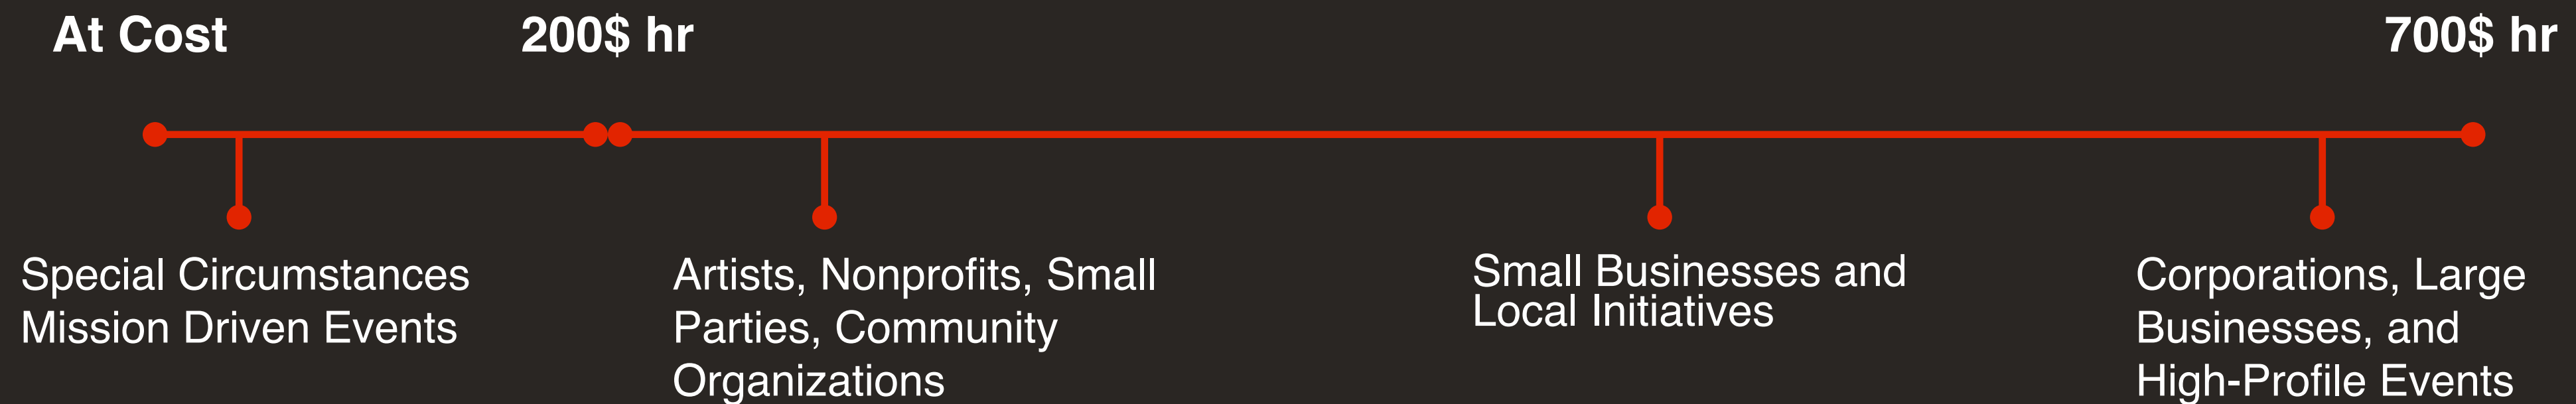 At Cost
200$ hr
700$ hr
Special Circumstances
Mission Driven Events
Artists, Nonprofits, Small
Parties, Community
Organizations
Small Businesses and
Local Initiatives
Corporations, Large
Businesses, and
High-Profile Events